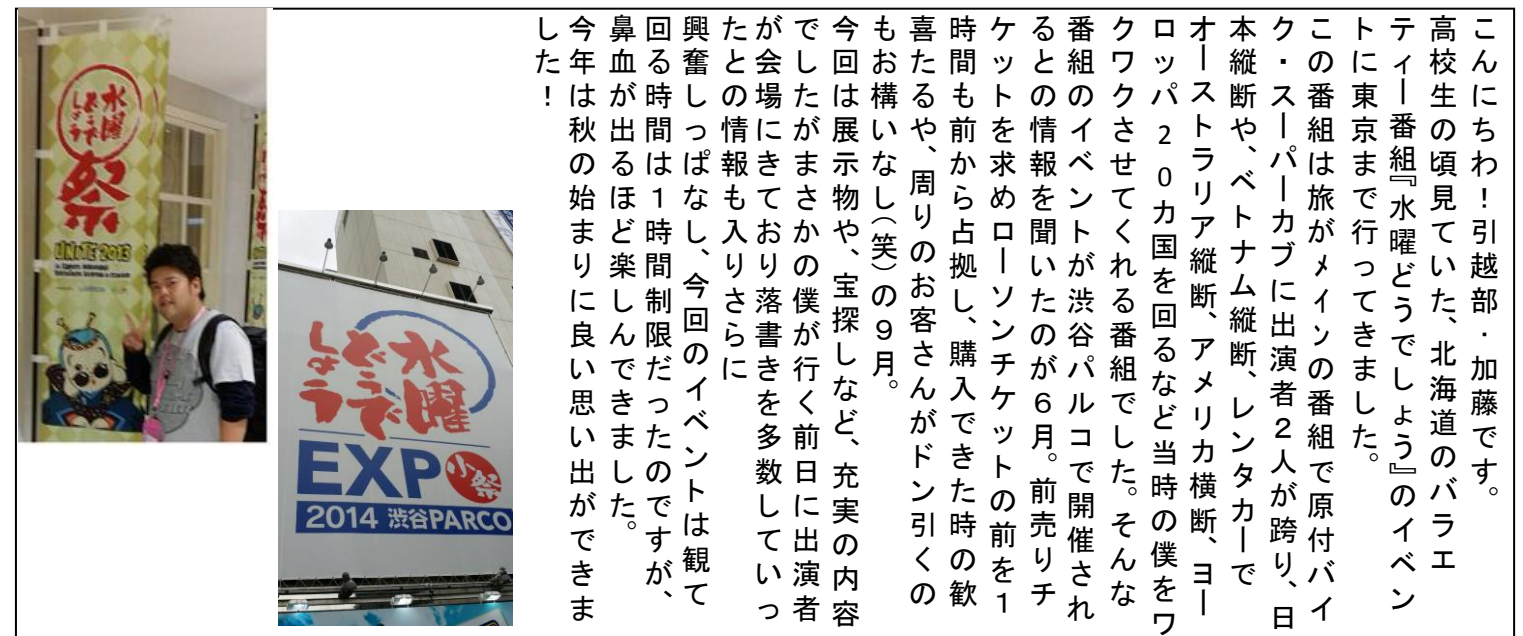 こんにちわ！引越部・加藤です。
高校生の頃見ていた、北海道のバラエ
ティー番組『水曜どうでしょう』のイベン
トに東京まで行ってきました。
この番組は旅がメインの番組で原付バイ
ク・スーパーカブに出演者２人が跨り、日
本縦断や、ベトナム縦断、レンタカーで
オーストラリア縦断、アメリカ横断、ヨー
ロッパ２０カ国を回るなど当時の僕をワ
クワクさせてくれる番組でした。そんな
番組のイベントが渋谷パルコで開催され
るとの情報を聞いたのが６月。前売りチ
ケットを求めローソンチケットの前を１
時間も前から占拠し、購入できた時の歓
喜たるや、周りのお客さんがドン引くの
もお構いなし（笑）の９月。
今回は展示物や、宝探しなど、充実の内容
でしたがまさかの僕が行く前日に出演者
が会場にきており落書きを多数していっ
たとの情報も入りさらに
興奮しっぱなし、今回のイベントは観て
回る時間は１時間制限だったのですが、
鼻血が出るほど楽しんできました。
今年は秋の始まりに良い思い出ができま
した！
水曜
どうで
しょう
EXPO
小祭
2014 渋谷PARCO
水曜
どうで
しょう
祭
UNITE 2013